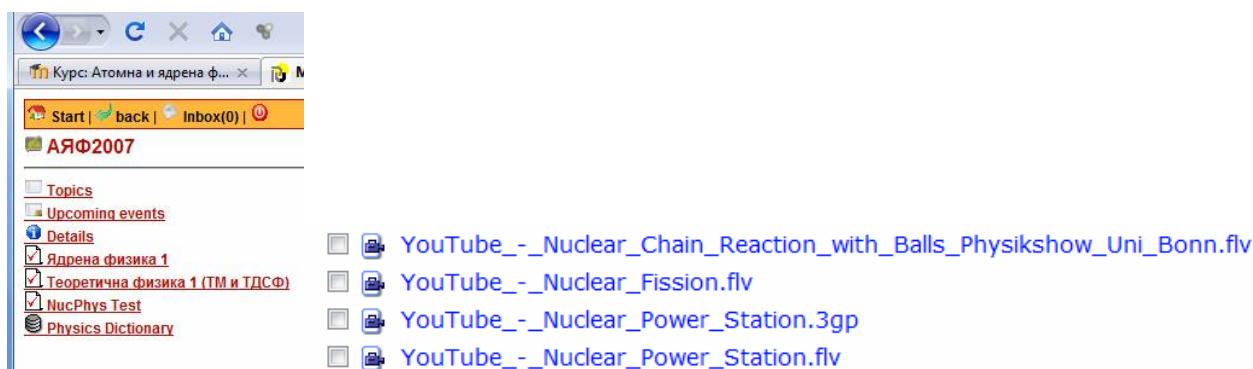 Курс: Атомна и ядрена ф...
Start | back | Inbox(0) |
АЯФ2007
Topics
Upcoming events
Details
Ядрена физика 1
Теоретична физика 1 (ТМ и ТДСФ)
NucPhys Test
Physics Dictionary
YouTube_-_Nuclear_Chain_Reaction_with_Balls_Physikshow_Uni_Bonn.flv
YouTube_-_Nuclear_Fission.flv
YouTube_-_Nuclear_Power_Station.3gp
YouTube_-_Nuclear_Power_Station.flv